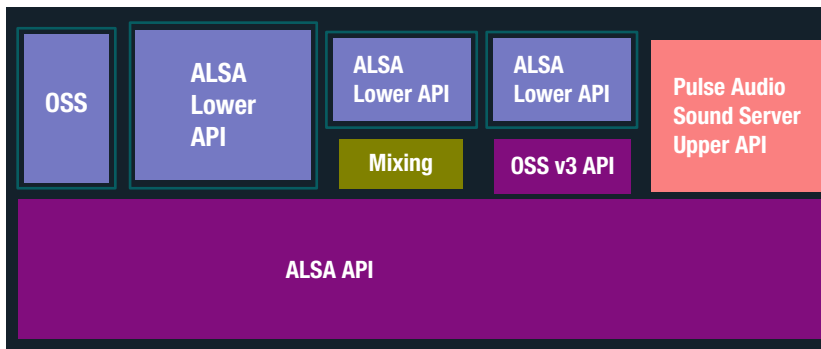 OSS
ALSA
Lower
API
ALSA
Lower API
ALSA
Lower API
Pulse Audio
Sound Server
Upper API
Mixing
OSS v3 API
ALSA API